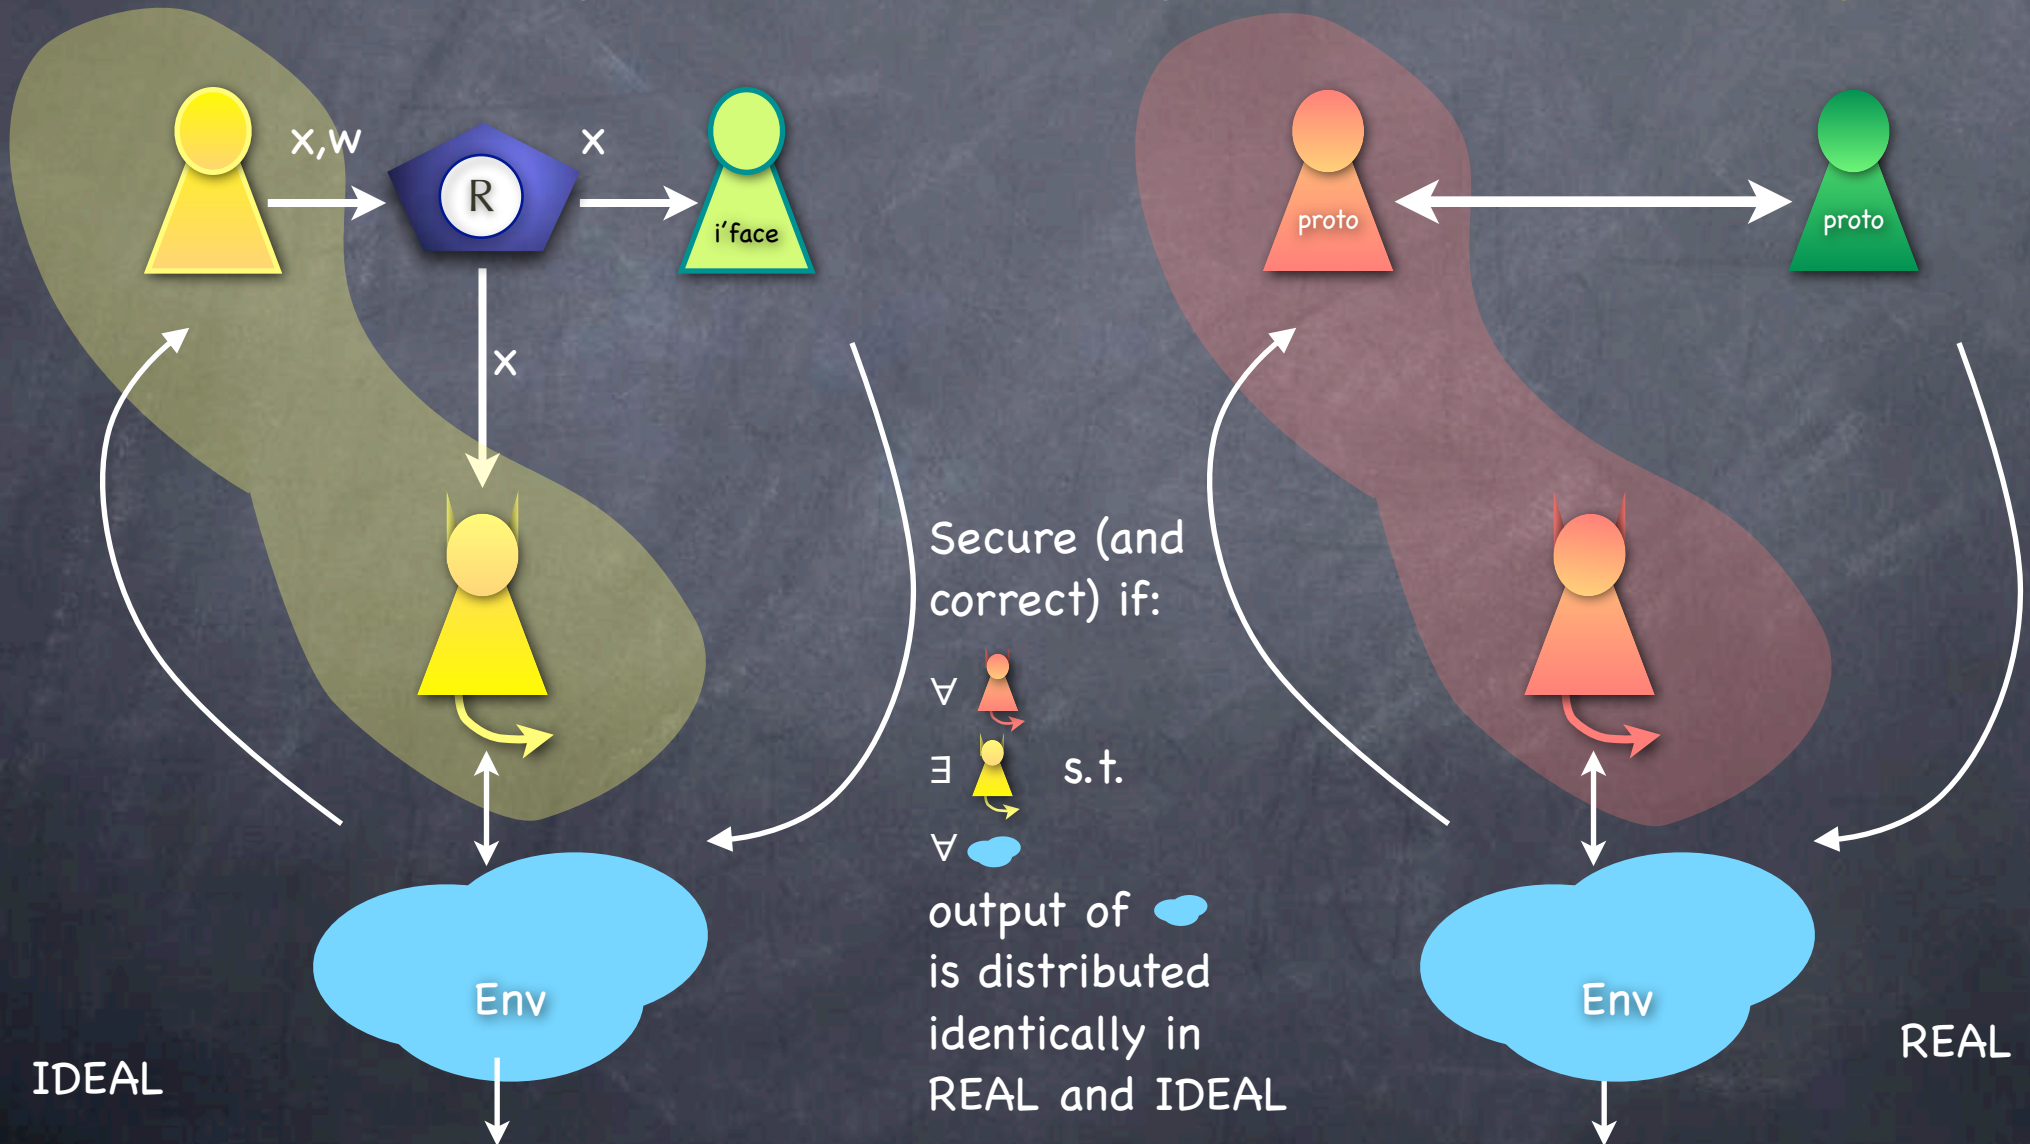 x,w
R
x
i'face
x
IDEAL
Env
Secure (and
correct) if:
∀
∃ s.t.
∀
output of
is distributed
identically in
REAL and IDEAL
proto
proto
Env
REAL